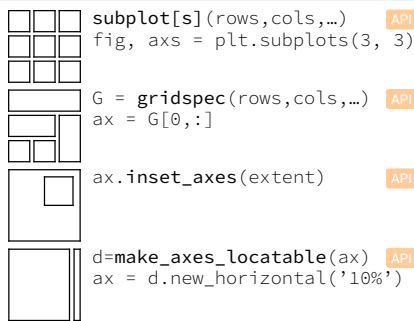 subplot[s](rows,cols,…) API
fig, axs = plt.subplots(3, 3)
G = gridspec(rows,cols,…) API
ax = G[0,:]
ax.inset_axes(extent) API
d=make_axes_locatable(ax) API
ax = d.new_horizontal(’10%’)